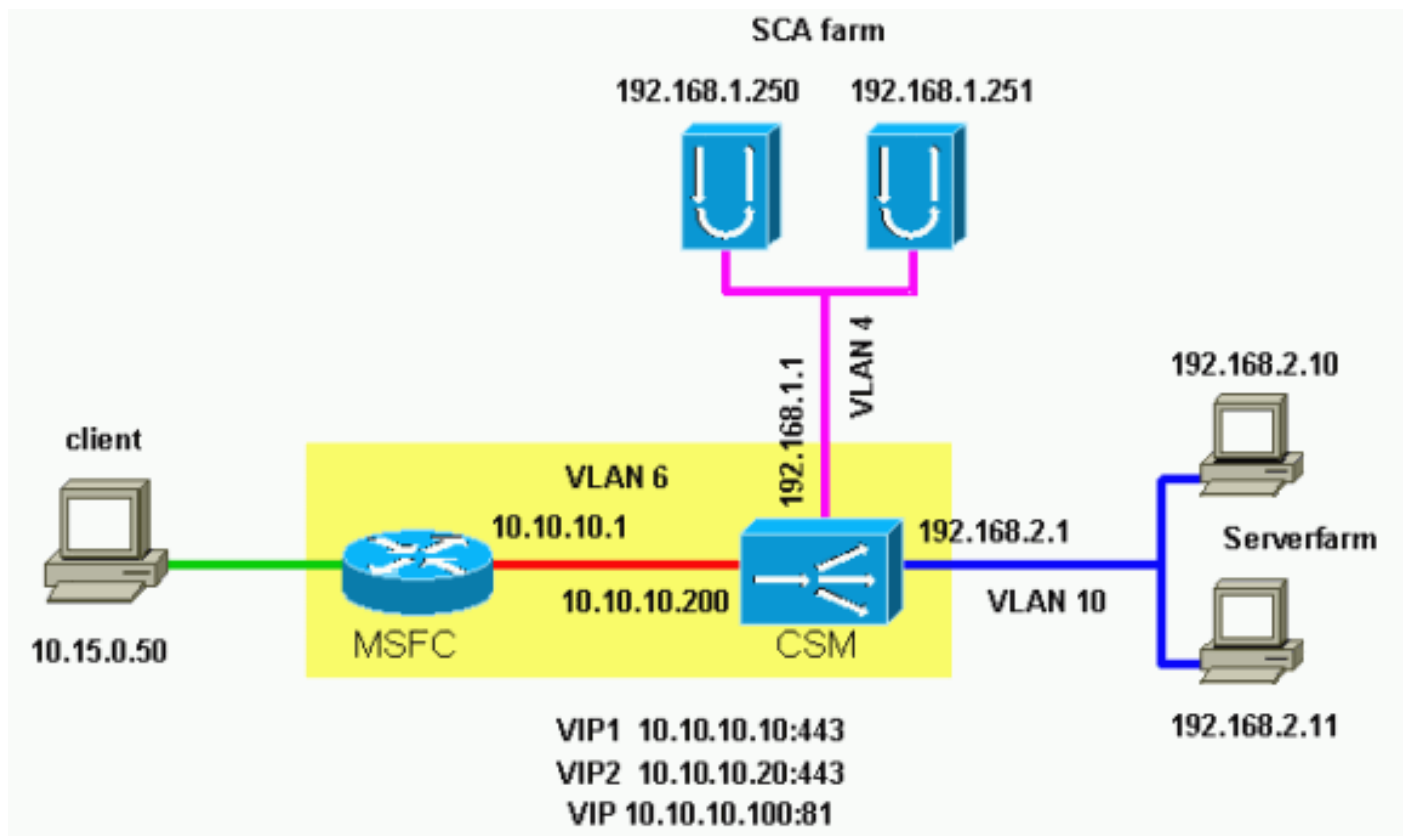 SCA farm
192.168.1.250
192.168.1.251
VLAN 4
192.168.1.1
192.168.2.10
client
VLAN 6
10.10.10.1
192.168.2.1
Serverfarm
10.10.10.200
VLAN 10
10.15.0.50
MSFC
CSM
192.168.2.11
VIP1 10.10.10.10:443
VIP2 10.10.10.20:443
VIP 10.10.10.100:81